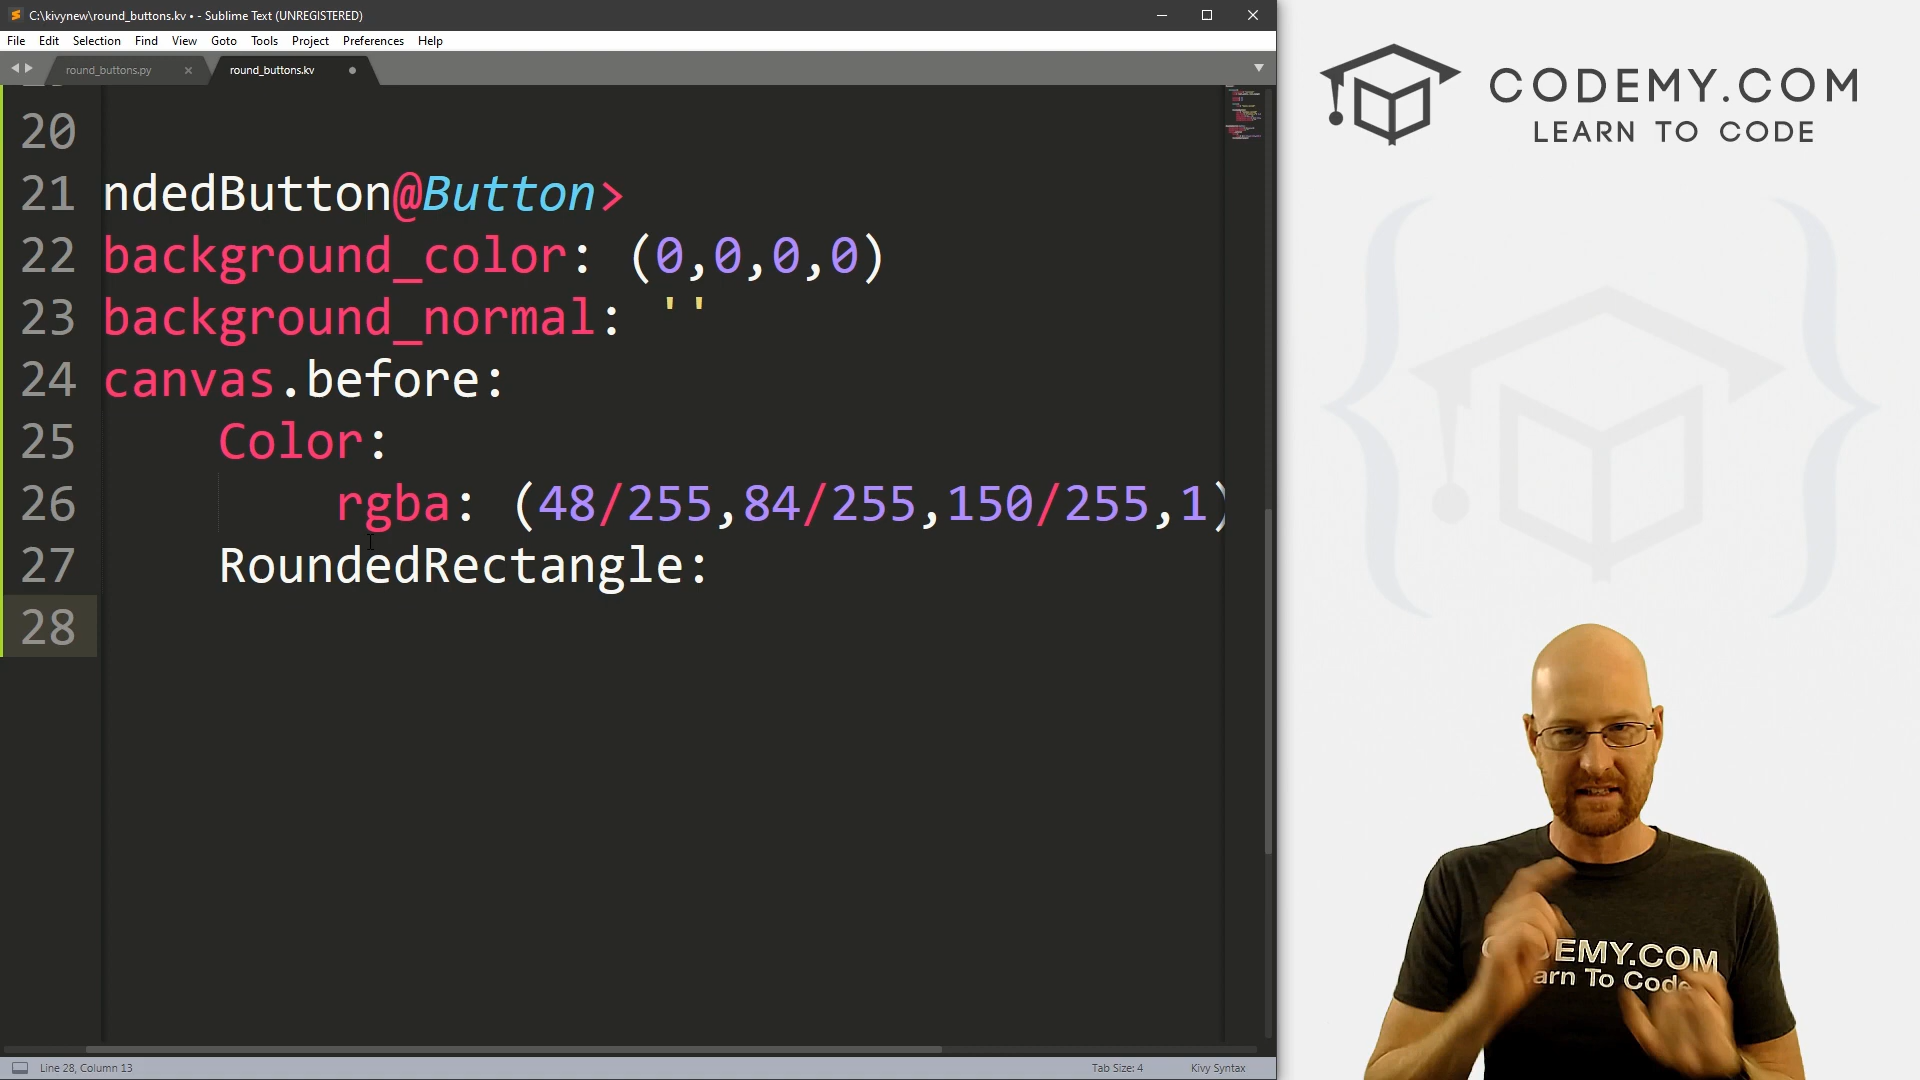 C:\kivynew\round_buttons.kv • - Sublime Text (UNREGISTERED)
File Edit Selection Find View Goto Tools Project Preferences Help
round_buttons.py
round_buttons.kv
20
21 ndedButton@Button>
22 background_color: (0,0,0,0)
23 background_normal: ''
24 canvas.before:
25 Color:
26 rgba: (48/255,84/255,150/255,1)
27 RoundedRectangle:
28
Line 28, Column 13
Tab Size: 4
Kivy Syntax
CODEMY.COM
LEARN TO CODE
DEMY.COM
arn To Code